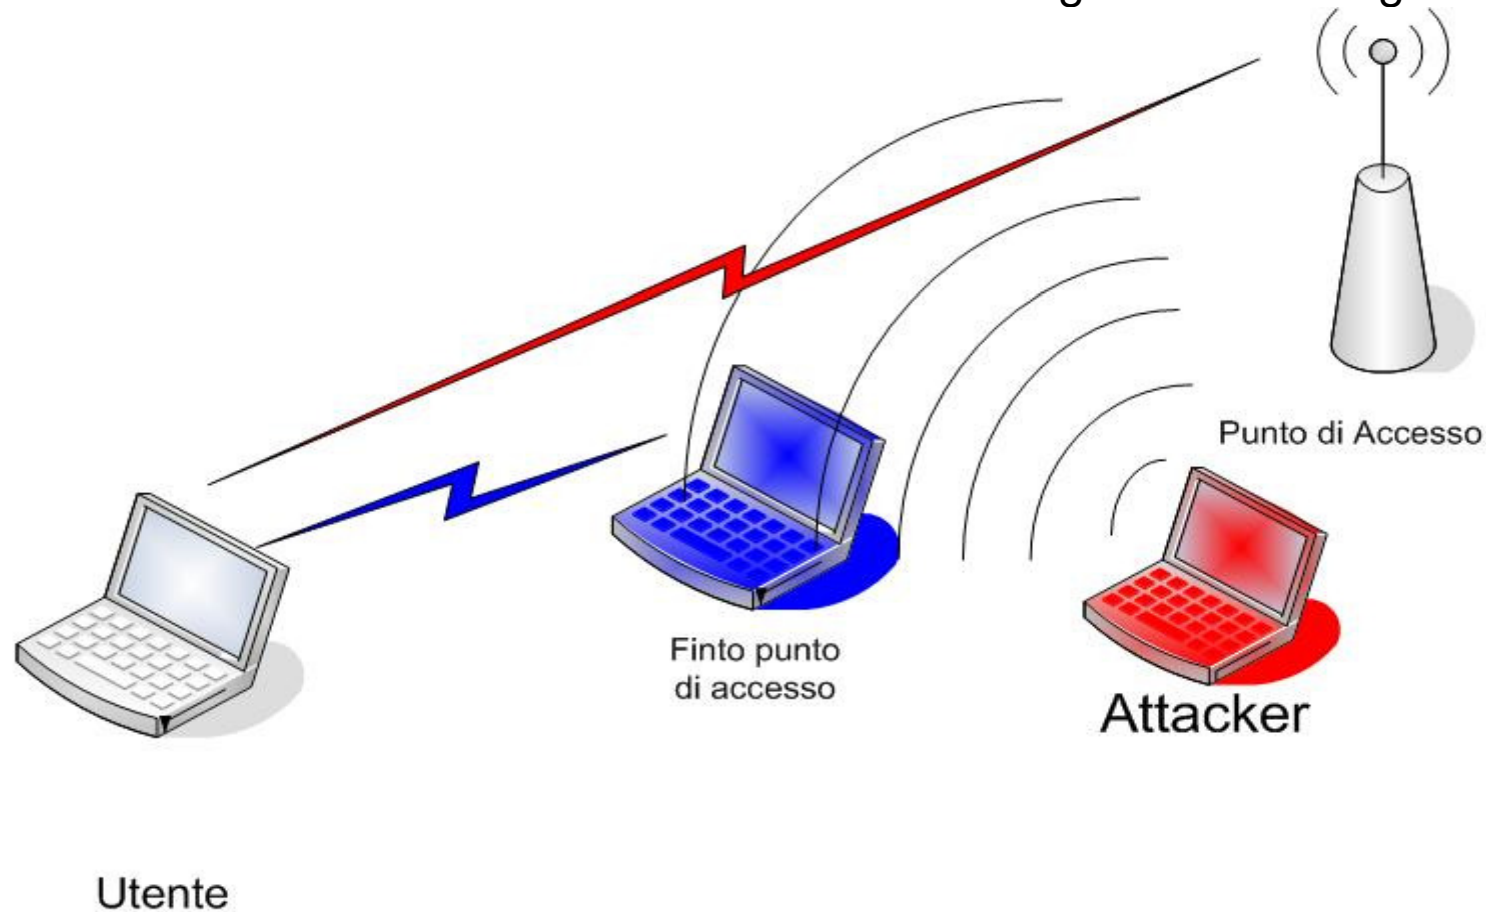 Punto di Accesso
Finto punto
di accesso
Attacker
Utente